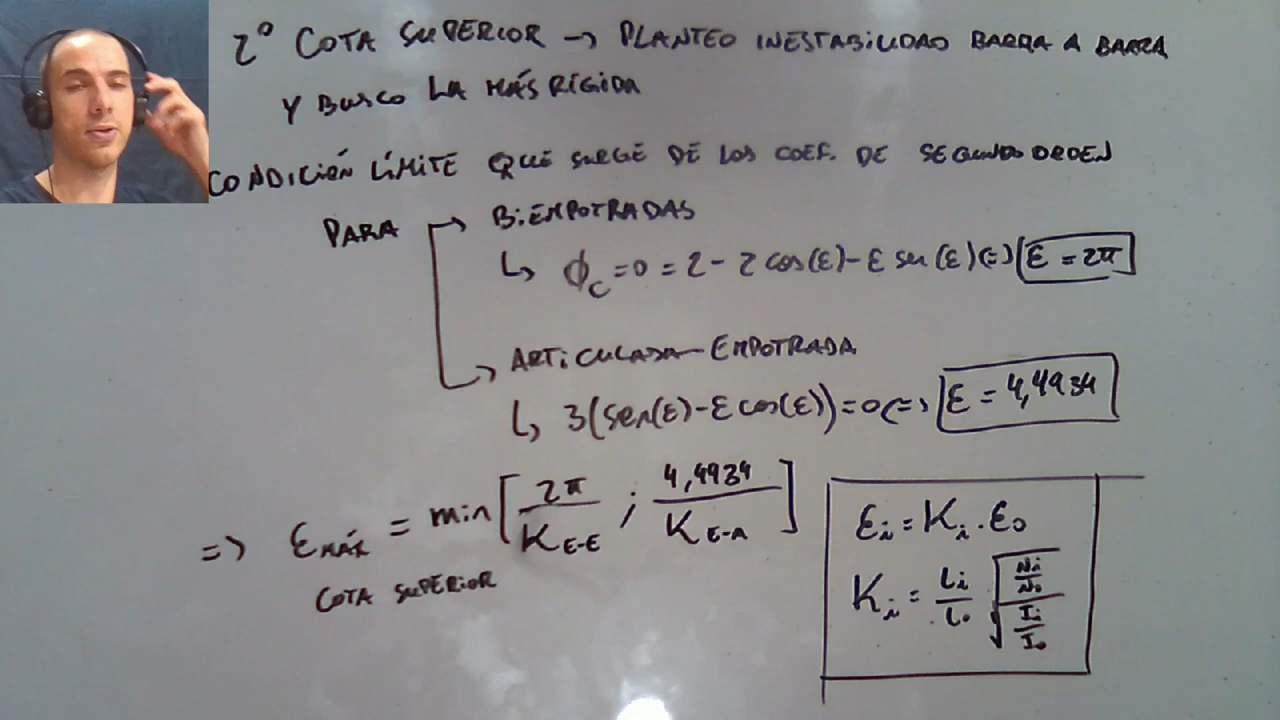 2° COTA SUPERIOR → PLANTEO INESTABILIDAD BARRA A BARRA
Y BUSCO LA MÁS RÍGIDA
CONDICIÓN LÍMITE QUE SURGE DE LOS COEF. DE SEGUNDO ORDEN
PARA → BIEMPOTRADAS
↳ ϕc = 0 = 2 - 2 cos(ε) - ε sen(ε) (=) ε = 2π
→ ARTICULADA-EMPOTRADA
↳ 3(sen(ε) - ε cos(ε)) = 0 (=) ε = 4,4934
=> εMÁX = min[2π/K E-E ; 4,4934/K E-A]
COTA SUPERIOR
εi = Ki . ε0
Ki = Li/L0 √((Ni/N0)/(Ii/I0))